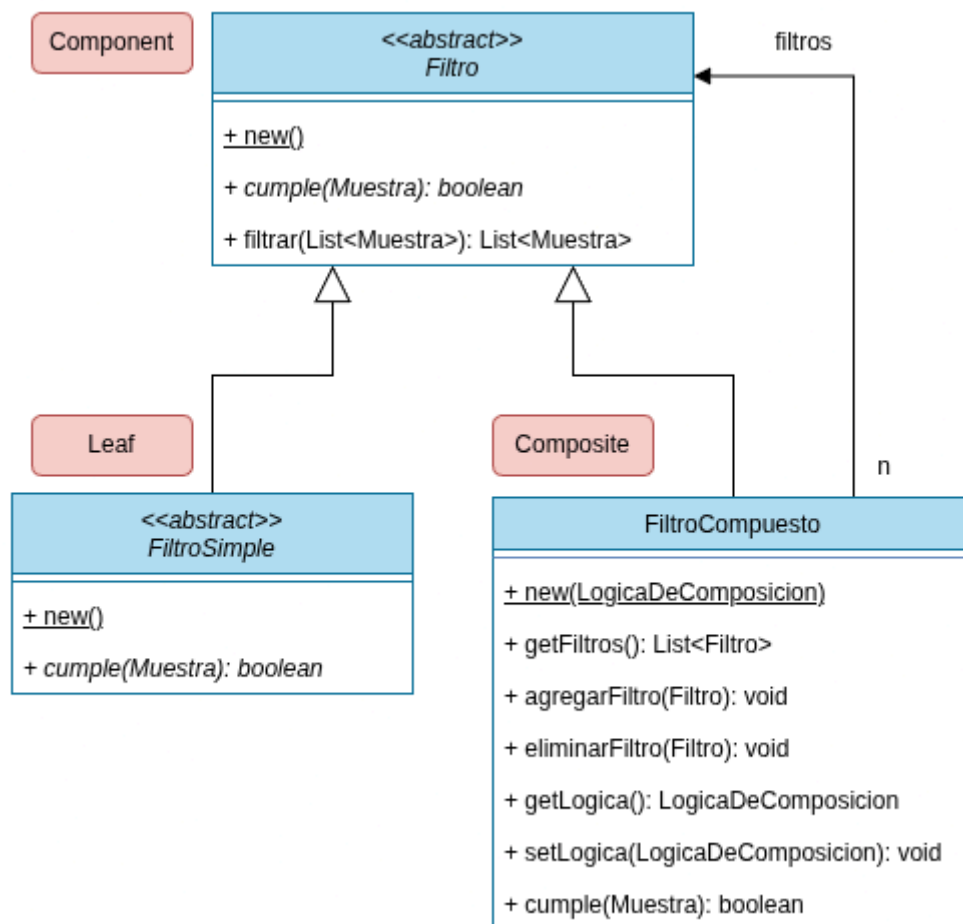 Component
<<abstract>>
Filtro
filtros
+ new()
+ cumple(Muestra): boolean
+ filtrar(List<Muestra>): List<Muestra>
Leaf
Composite
n
<<abstract>>
FiltroSimple
+ new()
+ cumple(Muestra): boolean
FiltroCompuesto
+ new(LogicaDeComposicion)
+ getFiltros(): List<Filtro>
+ agregarFiltro(Filtro): void
+ eliminarFiltro(Filtro): void
+ getLogica(): LogicaDeComposicion
+ setLogica(LogicaDeComposicion): void
+ cumple(Muestra): boolean